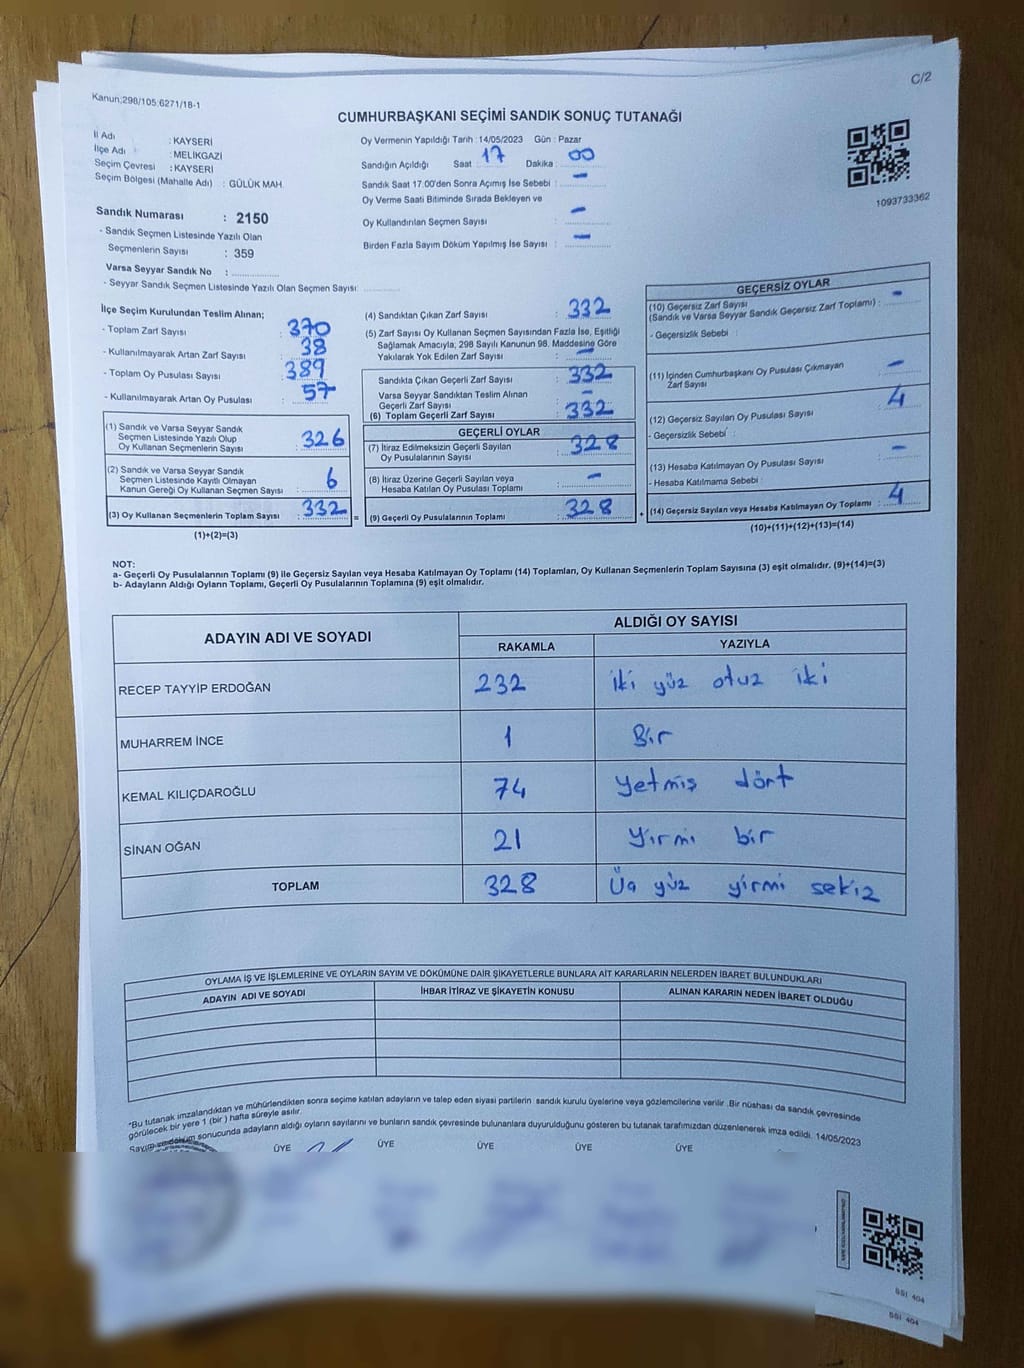 C/2
Kanun;298/105;6271/18-1
CUMHURBAŞKANI SEÇİMİ SANDIK SONUÇ TUTANAĞI
İl Adı : KAYSERİ
İlçe Adı : MELİKGAZİ
Seçim Çevresi : KAYSERİ
Seçim Bölgesi (Mahalle Adı) : GÜLÜK MAH.
Sandık Numarası : 2150
- Sandık Seçmen Listesinde Yazılı Olan
Seçmenlerin Sayısı : 359
Varsa Seyyar Sandık No :
- Seyyar Sandık Seçmen Listesinde Yazılı Olan Seçmen Sayısı:
Oy Vermenin Yapıldığı Tarih : 14/05/2023 Gün : Pazar
Sandığın Açıldığı Saat : 17 Dakika : 00
Sandık Saat 17.00'den Sonra Açımış İse Sebebi : -
Oy Verme Saati Bitiminde Sırada Bekleyen ve
Oy Kullandırılan Seçmen Sayısı : -
Birden Fazla Sayım Döküm Yapılmış İse Sayısı : -
1093733362
İlçe Seçim Kurulundan Teslim Alınan;
- Toplam Zarf Sayısı : 370
- Kullanılmayarak Artan Zarf Sayısı : 38
- Toplam Oy Pusulası Sayısı : 389
- Kullanılmayarak Artan Oy Pusulası : 57
(1) Sandık ve Varsa Seyyar Sandık
Seçmen Listesinde Yazılı Olup
Oy Kullanan Seçmenlerin Sayısı : 326
(2) Sandık ve Varsa Seyyar Sandık
Seçmen Listesinde Kayıtlı Olmayan
Kanun Gereği Oy Kullanan Seçmen Sayısı : 6
(3) Oy Kullanan Seçmenlerin Toplam Sayısı : 332 =
(1)+(2)=(3)
(4) Sandıktan Çıkan Zarf Sayısı : 332
(5) Zarf Sayısı Oy Kullanan Seçmen Sayısından Fazla İse, Eşitliği
Sağlamak Amacıyla; 298 Sayılı Kanunun 98. Maddesine Göre
Yakılarak Yok Edilen Zarf Sayısı : -
Sandıkta Çıkan Geçerli Zarf Sayısı : 332
Varsa Seyyar Sandıktan Teslim Alınan
Geçerli Zarf Sayısı : -
(6) Toplam Geçerli Zarf Sayısı : 332
GEÇERLİ OYLAR
(7) İtiraz Edilmeksizin Geçerli Sayılan
Oy Pusulalarının Sayısı : 328
(8) İtiraz Üzerine Geçerli Sayılan veya
Hesaba Katılan Oy Pusulası Toplamı : -
(9) Geçerli Oy Pusulalarının Toplamı : 328 +
GEÇERSİZ OYLAR
(10) Geçersiz Zarf Sayısı
(Sandık ve Varsa Seyyar Sandık Geçersiz Zarf Toplamı) : -
- Geçersizlik Sebebi :
(11) İçinden Cumhurbaşkanı Oy Pusulası Çıkmayan
Zarf Sayısı : -
(12) Geçersiz Sayılan Oy Pusulası Sayısı : 4
- Geçersizlik Sebebi :
(13) Hesaba Katılmayan Oy Pusulası Sayısı : -
- Hesaba Katılmama Sebebi :
(14) Geçersiz Sayılan veya Hesaba Katılmayan Oy Toplamı : 4
(10)+(11)+(12)+(13)=(14)
NOT:
a- Geçerli Oy Pusulalarının Toplamı (9) ile Geçersiz Sayılan veya Hesaba Katılmayan Oy Toplamı (14) Toplamları, Oy Kullanan Seçmenlerin Toplam Sayısına (3) eşit olmalıdır. (9)+(14)=(3)
b- Adayların Aldığı Oyların Toplamı, Geçerli Oy Pusulalarının Toplamına (9) eşit olmalıdır.
ADAYIN ADI VE SOYADI ALDIĞI OY SAYISI
RAKAMLA YAZIYLA
RECEP TAYYİP ERDOĞAN 232 iki yüz otuz iki
MUHARREM İNCE 1 Bir
KEMAL KILIÇDAROĞLU 74 yetmiş dört
SİNAN OĞAN 21 Yirmi bir
TOPLAM 328 Üç yüz yirmi sekiz
OYLAMA İŞ VE İŞLEMLERİNE VE OYLARIN SAYIM VE DÖKÜMÜNE DAİR ŞİKAYETLERLE BUNLARA AİT KARARLARIN NELERDEN İBARET BULUNDUKLARI
ADAYIN ADI VE SOYADI İHBAR İTİRAZ VE ŞİKAYETİN KONUSU ALINAN KARARIN NEDEN İBARET OLDUĞU
*Bu tutanak imzalandıktan ve mühürlendikten sonra seçime katılan adayların ve talep eden siyasi partilerin sandık kurulu üyelerine veya gözlemcilerine verilir .Bir nüshası da sandık çevresinde
görülecek bir yere 1 (bir ) hafta süreyle asılır.
Sayım ve döküm sonucunda adayların aldığı oyların sayılarını ve bunların sandık çevresinde bulunanlara duyurulduğunu gösteren bu tutanak tarafımızdan düzenlenerek imza edildi. 14/05/2023
ÜYE ÜYE ÜYE ÜYE ÜYE
SSI 404
SSI 404